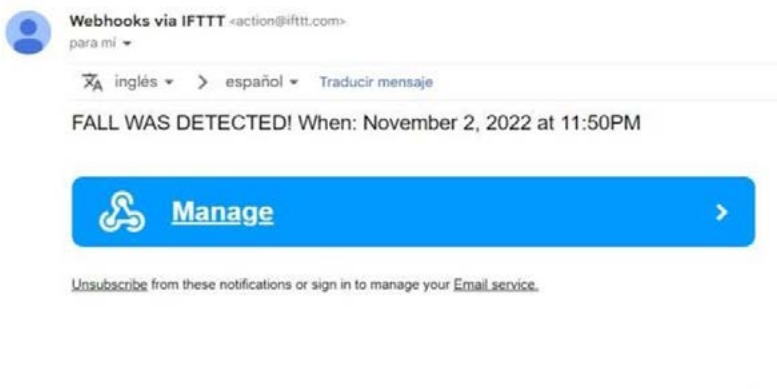 Webhooks via IFTTT <action@ifttt.com>
para mí
inglés > español Traducir mensaje
FALL WAS DETECTED! When: November 2, 2022 at 11:50PM
Manage
Unsubscribe from these notifications or sign in to manage your Email service.